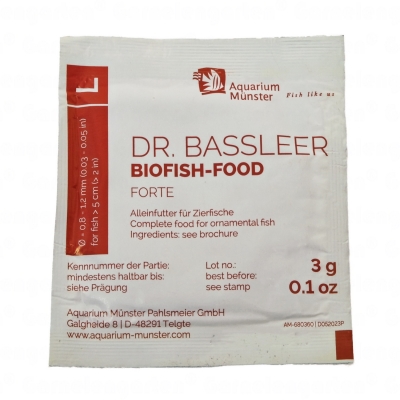 Aquarium
Münster
Fish like us
L
Ø = 0,8 - 1,2 mm (0.03 - 0.05 in)
for fish > 5 cm (> 2 in)
DR. BASSLEER
BIOFISH-FOOD
FORTE
Alleinfutter für Zierfische
Complete food for ornamental fish
Ingredients: see brochure
Kennnummer der Partie:
mindestens haltbar bis:
siehe Prägung
Lot no.:
best before:
see stamp
3 g
0.1 oz
Aquarium Münster Pahlsmeier GmbH
Galgheide 8 | D-48291 Telgte
www.aquarium-munster.com
AM-680360 | D052023P